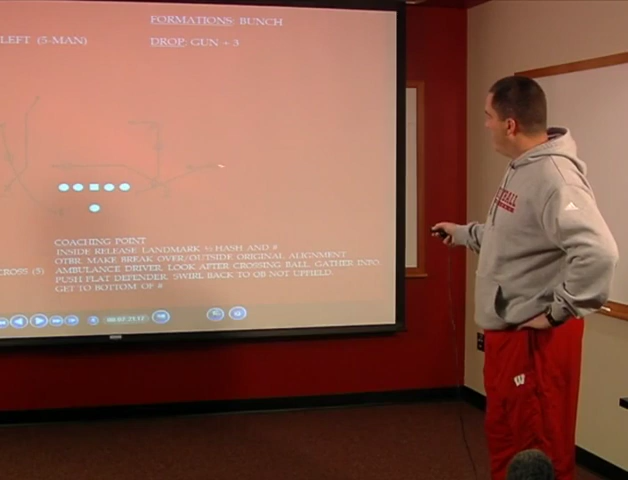 FORMATIONS: BUNCH
LEFT (5-MAN)
DROP: GUN + 3
COACHING POINT
INSIDE RELEASE LANDMARK ½ HASH AND #
OTBR MAKE BREAK OVER/OUTSIDE ORIGINAL ALIGNMENT
CROSS (5)
AMBULANCE DRIVER, LOOK AFTER CROSSING BALL, GATHER INFO,
PUSH FLAT DEFENDER SWIRL BACK TO QB NOT UPFIELD.
GET TO BOTTOM OF #
W